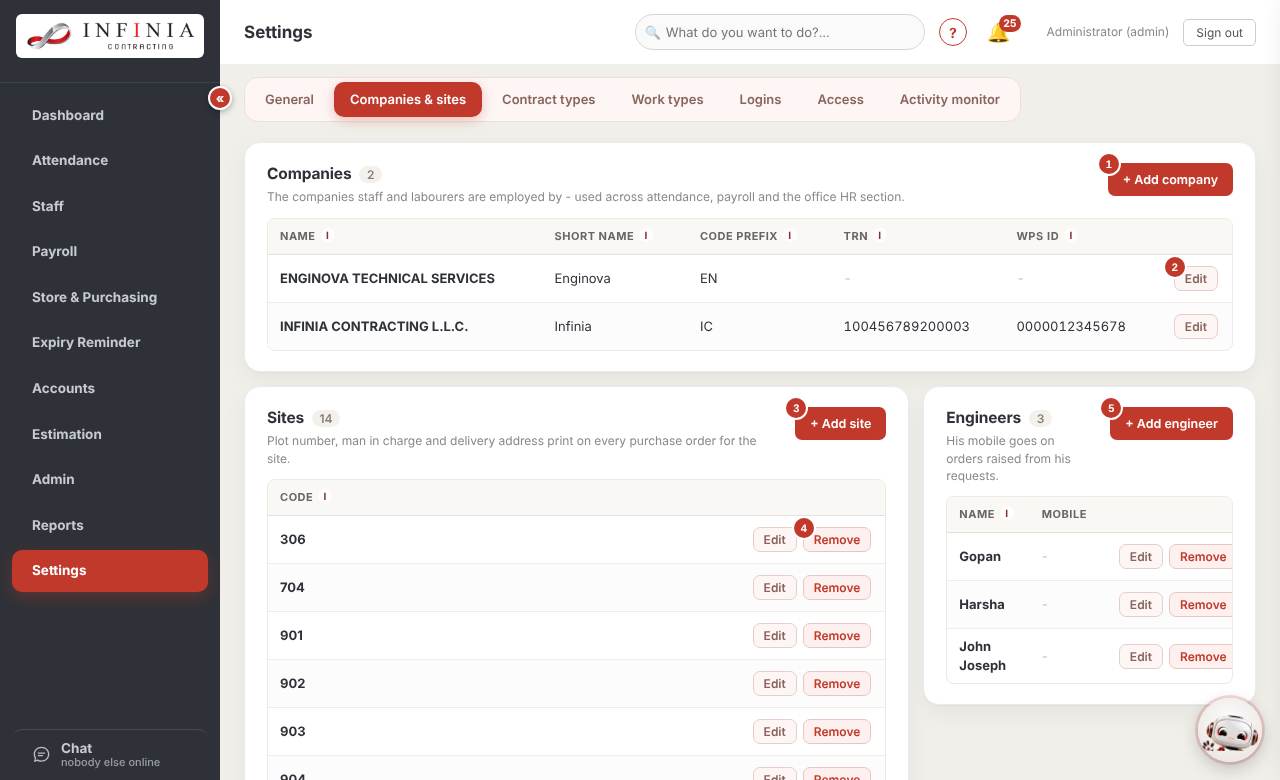 INFINIA
CONTRACTING
Settings
What do you want to do?...
?
25
Administrator (admin)
Sign out
«
Dashboard
Attendance
Staff
Payroll
Store & Purchasing
Expiry Reminder
Accounts
Estimation
Admin
Reports
Settings
Chat
nobody else online
General
Companies & sites
Contract types
Work types
Logins
Access
Activity monitor
Companies 2
The companies staff and labourers are employed by - used across attendance, payroll and the office HR section.
1
+ Add company
NAME SHORT NAME CODE PREFIX TRN WPS ID
ENGINOVA TECHNICAL SERVICES Enginova EN - - 2 Edit
INFINIA CONTRACTING L.L.C. Infinia IC 100456789200003 0000012345678 Edit
Sites 14
Plot number, man in charge and delivery address print on every purchase order for the
site.
3
+ Add site
CODE
306 Edit 4 Remove
704 Edit Remove
901 Edit Remove
902 Edit Remove
903 Edit Remove
904 Edit Remove
Engineers 3
His mobile goes on
orders raised from his
requests.
5
+ Add engineer
NAME MOBILE
Gopan - Edit Remove
Harsha - Edit Remove
John
Joseph - Edit Remove